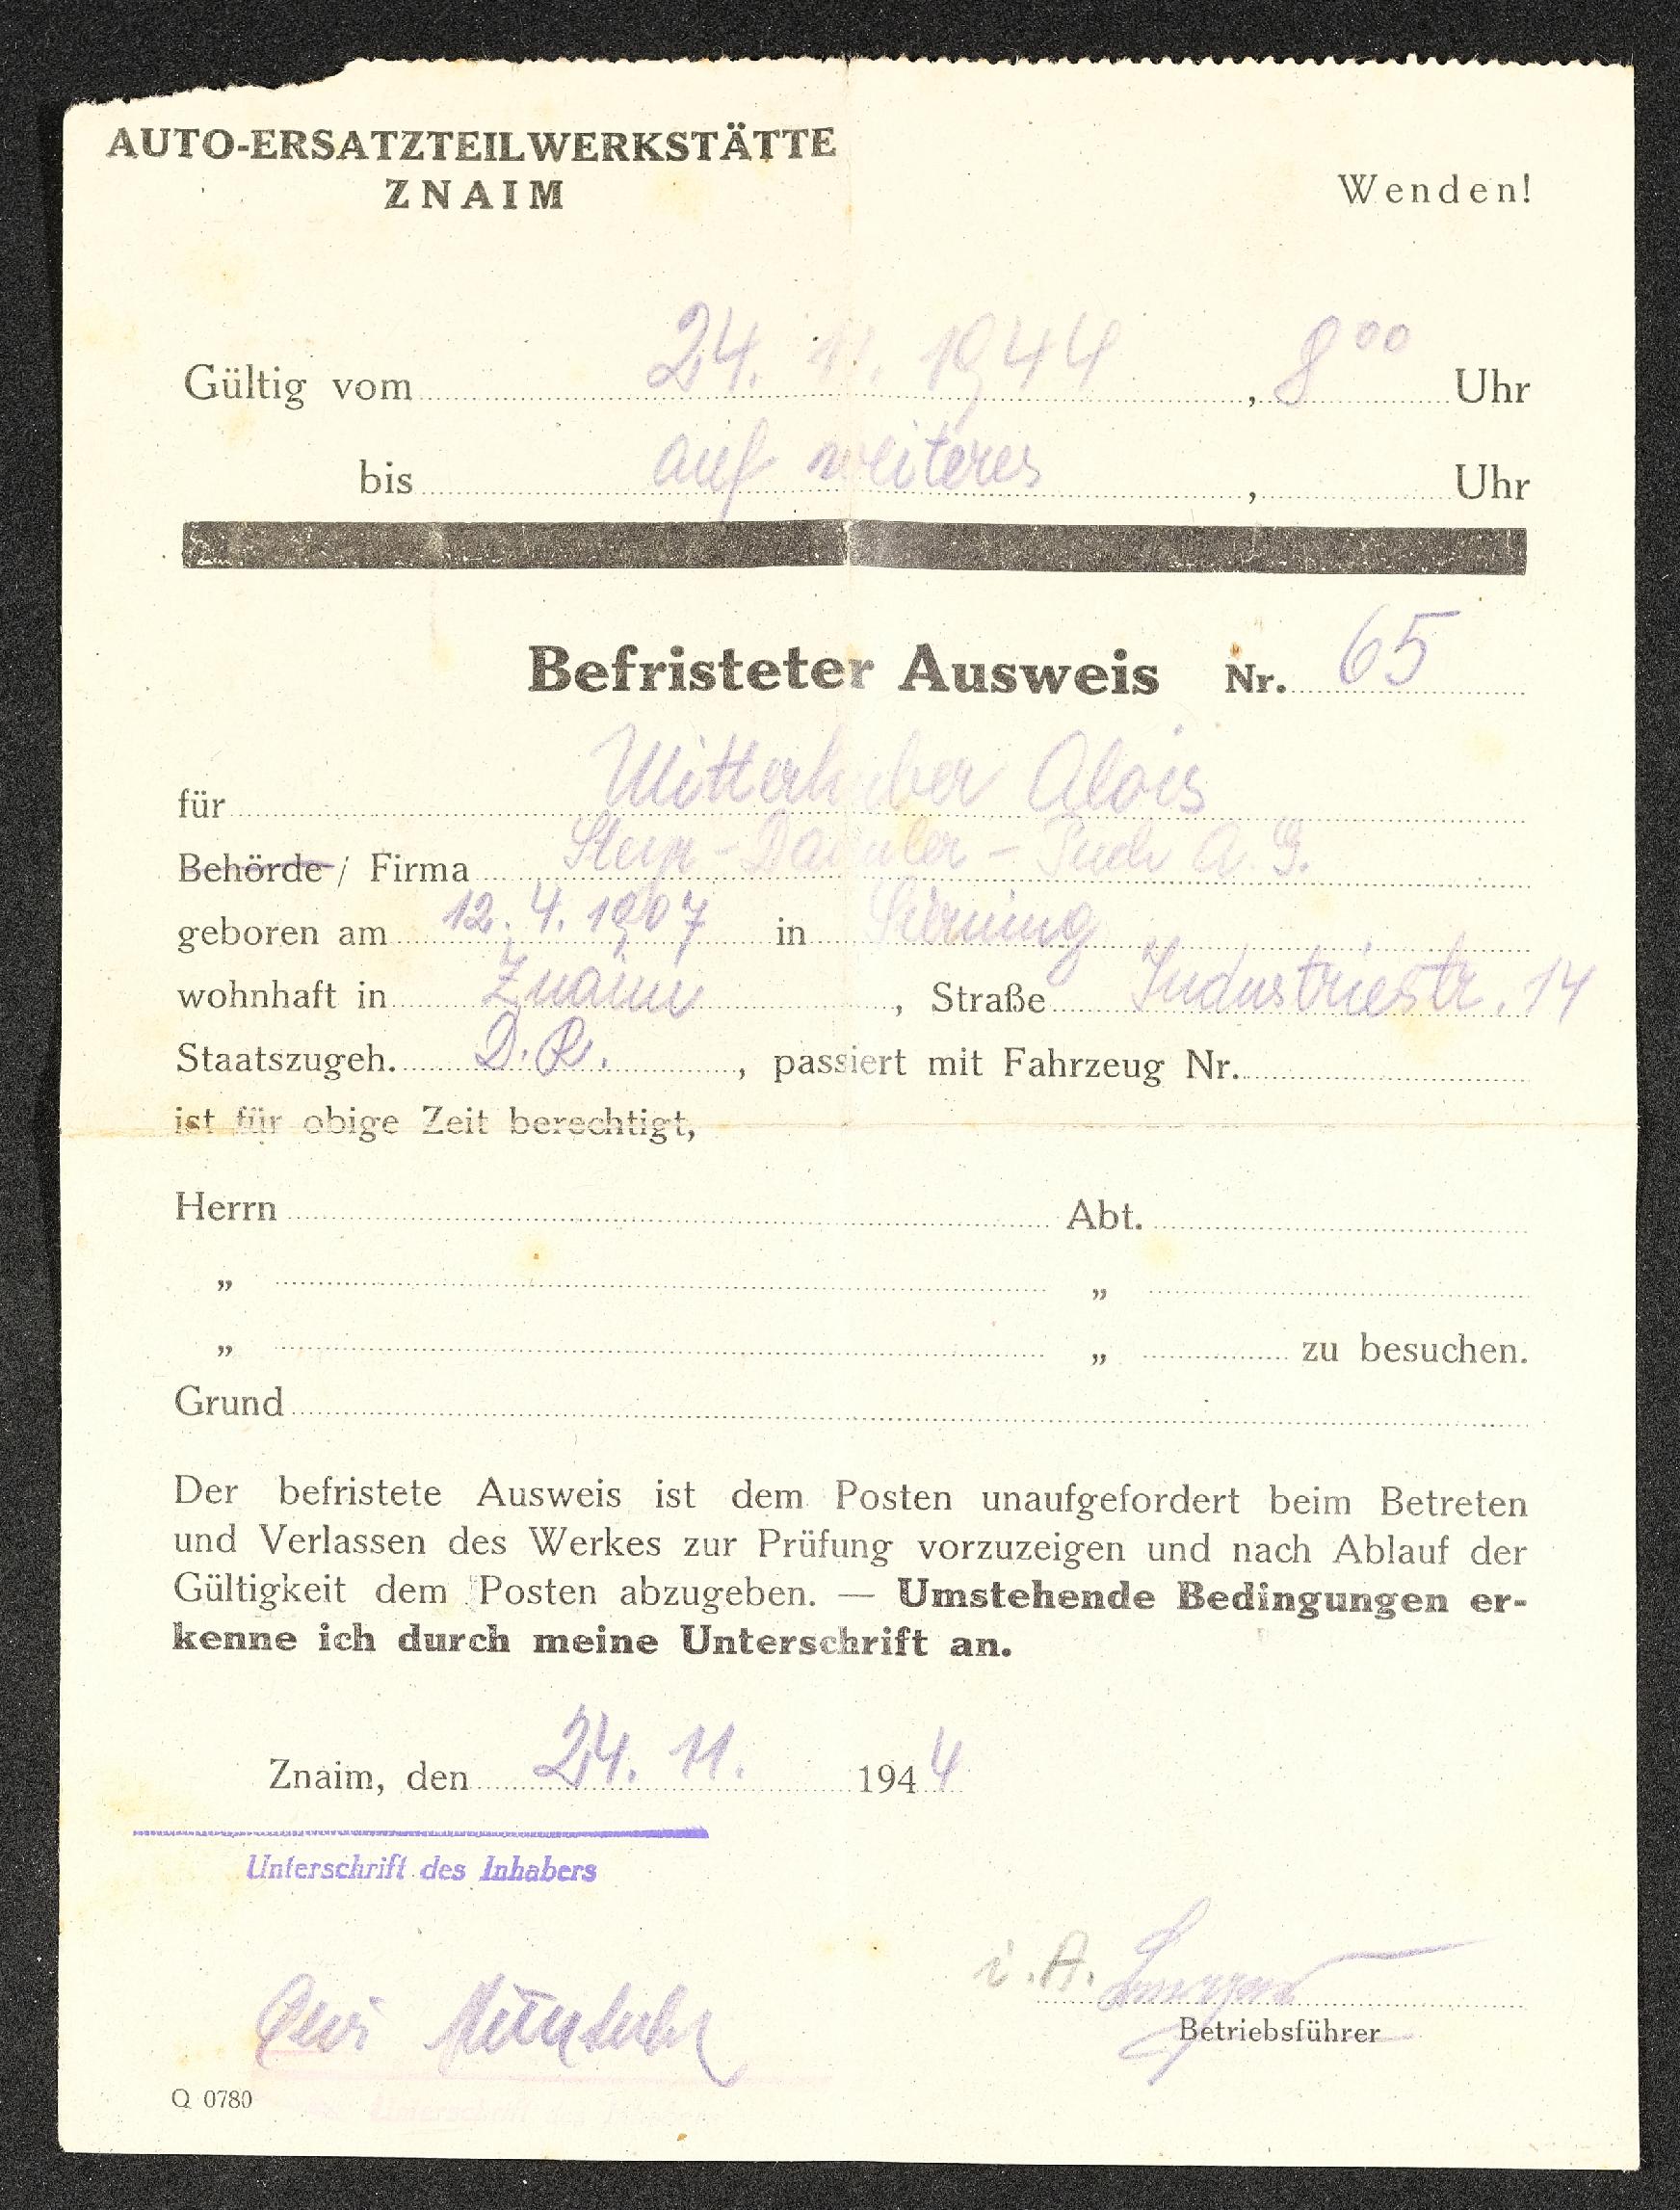 AUTO-ERSATZTEILWERKSTÄTTE
ZNAIM
Wenden!
Gültig vom 24. 11. 1944, 8⁰⁰ Uhr
bis auf weiteres, Uhr
Befristeter Ausweis Nr. 65
für Mitterhuber Alois
Behörde / Firma Steyr-Daimler-Puch A. G.
geboren am 12. 4. 1907 in Sierning
wohnhaft in Znaim, Straße Industriestr. 14
Staatszugeh. D. R., passiert mit Fahrzeug Nr.
ist für obige Zeit berechtigt,
Herrn Abt.
„ „
„ „ zu besuchen.
Grund
Der befristete Ausweis ist dem Posten unaufgefordert beim Betreten
und Verlassen des Werkes zur Prüfung vorzuzeigen und nach Ablauf der
Gültigkeit dem Posten abzugeben. — Umstehende Bedingungen er-
kenne ich durch meine Unterschrift an.
Znaim, den 24. 11. 1944
Unterschrift des Inhabers
i. A.
Betriebsführer
Q 0780
Unterschrift des Inhabers